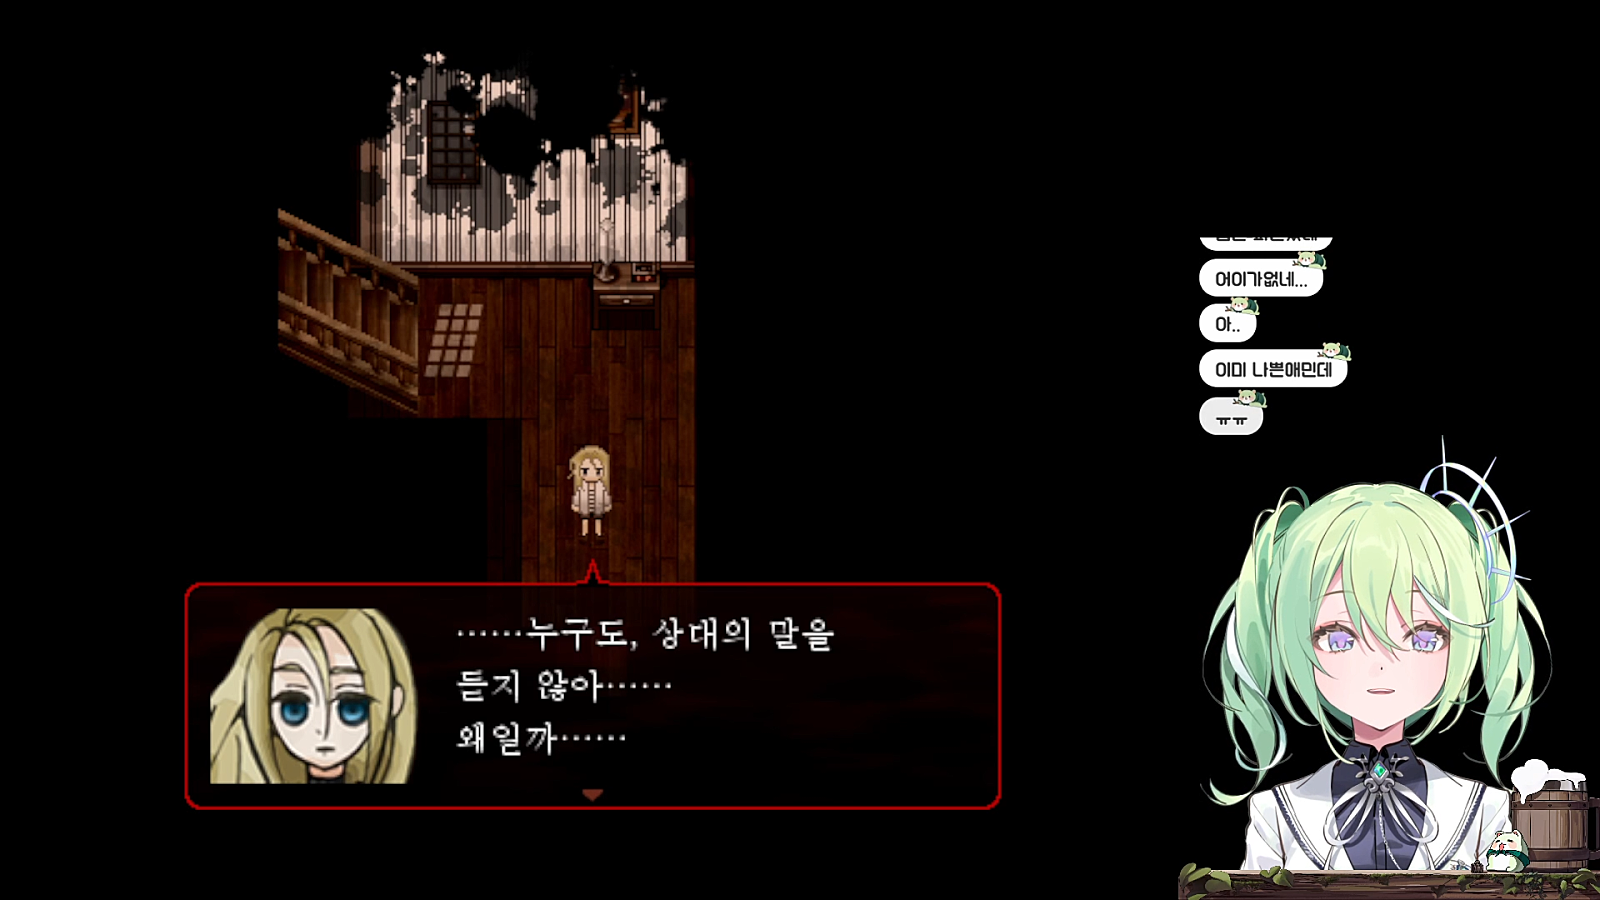 ……누구도, 상대의 말을
듣지 않아……
왜일까……
어이가없네...
아..
이미 나쁜애민데
ㅠㅠ